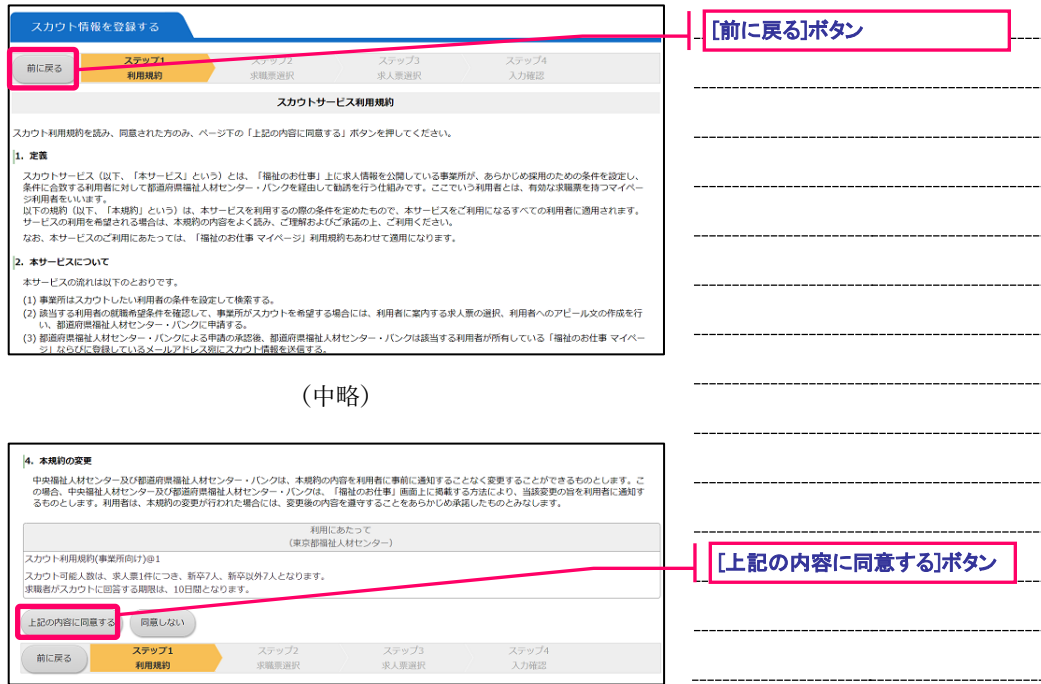 スカウト情報を登録する
[前に戻る]ボタン
前に戻る
ステップ1
利用規約
ステップ2
求職票選択
ステップ3
求人票選択
ステップ4
入力確認
スカウトサービス利用規約
スカウト利用規約を読み、同意された方のみ、ページ下の「上記の内容に同意する」ボタンを押してください。
1. 定義
スカウトサービス（以下、「本サービス」という）とは、「福祉のお仕事」上に求人情報を公開している事業所が、あらかじめ採用のための条件を設定し、
条件に合致する利用者に対して都道府県福祉人材センター・バンクを経由して勧誘を行う仕組みです。ここでいう利用者とは、有効な求職票を持つマイペー
ジ利用者をいいます。
以下の規約（以下、「本規約」という）は、本サービスを利用するの際の条件を定めたもので、本サービスをご利用になるすべての利用者に適用されます。
サービスの利用を希望される場合は、本規約の内容をよく読み、ご理解およびご承諾の上、ご利用ください。
なお、本サービスのご利用にあたっては、「福祉のお仕事 マイページ」利用規約もあわせて適用になります。
2. 本サービスについて
本サービスの流れは以下のとおりです。
(1) 事業所はスカウトしたい利用者の条件を設定して検索する。
(2) 該当する利用者の就職希望条件を確認して、事業所がスカウトを希望する場合には、利用者に案内する求人票の選択、利用者へのアピール文の作成を行
い、都道府県福祉人材センター・バンクに申請する。
(3) 都道府県福祉人材センター・バンクによる申請の承認後、都道府県福祉人材センター・バンクは該当する利用者が所有している「福祉のお仕事 マイペー
ジ」ならびに登録しているメールアドレス宛にスカウト情報を送信する。
（中略）
4. 本規約の変更
中央福祉人材センター及び都道府県福祉人材センター・バンクは、本規約の内容を利用者に事前に通知することなく変更することができるものとします。こ
の場合、中央福祉人材センター及び都道府県福祉人材センター・バンクは、「福祉のお仕事」画面上に掲載する方法により、当該変更の旨を利用者に通知す
るものとします。利用者は、本規約の変更が行われた場合には、変更後の内容を遵守することをあらかじめ承諾したものとみなします。
利用にあたって
（東京都福祉人材センター）
スカウト利用規約(事業所向け)@1
スカウト可能人数は、求人票1件につき、新卒7人、新卒以外7人となります。
求職者がスカウトに回答する期限は、10日間となります。
[上記の内容に同意する]ボタン
上記の内容に同意する
同意しない
前に戻る
ステップ1
利用規約
ステップ2
求職票選択
ステップ3
求人票選択
ステップ4
入力確認